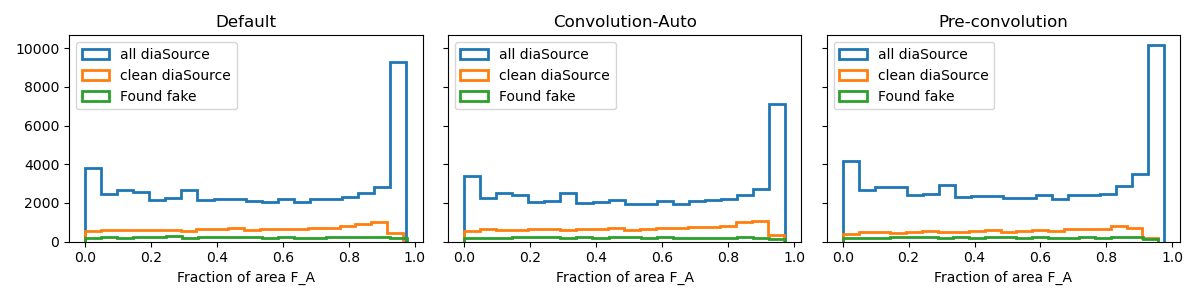 Default
Convolution-Auto
Pre-convolution
10000
8000
6000
4000
2000
0
all diaSource
clean diaSource
Found fake
all diaSource
clean diaSource
Found fake
all diaSource
clean diaSource
Found fake
0.0 0.2 0.4 0.6 0.8 1.0
0.0 0.2 0.4 0.6 0.8 1.0
0.0 0.2 0.4 0.6 0.8 1.0
Fraction of area F_A
Fraction of area F_A
Fraction of area F_A